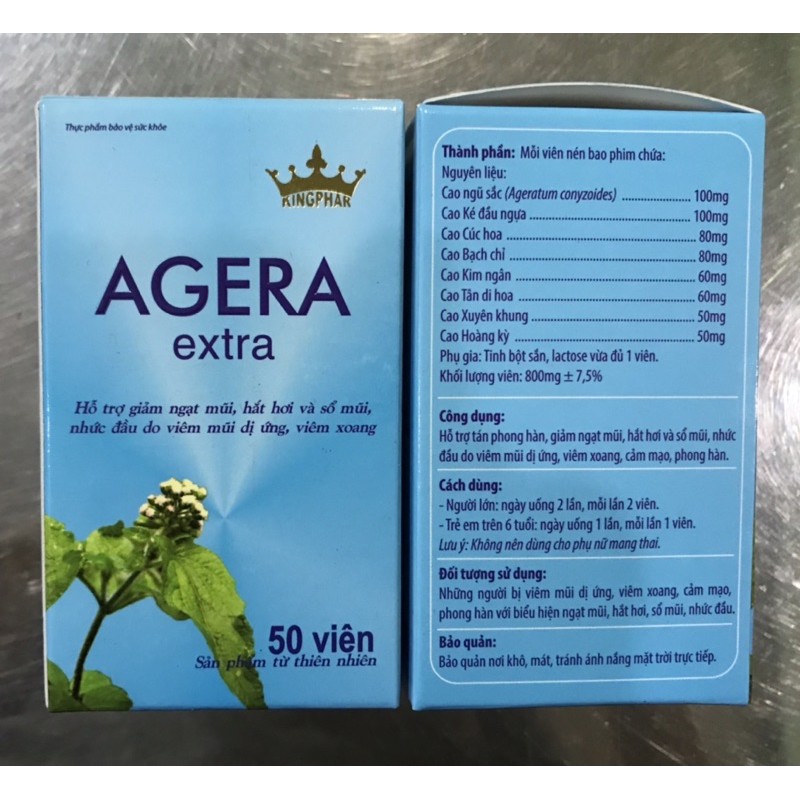 Thực phẩm bảo vệ sức khỏe
KINGPHAR
AGERA
extra
Hỗ trợ giảm ngạt mũi, hắt hơi và sổ mũi,
nhức đầu do viêm mũi dị ứng, viêm xoang
50 viên
Sản phẩm từ thiên nhiên
Thành phần: Mỗi viên nén bao phim chứa:
Nguyên liệu:
Cao ngũ sắc (Ageratum conyzoides) ........................ 100mg
Cao Ké đầu ngựa ........................ 100mg
Cao Cúc hoa ........................ 80mg
Cao Bạch chỉ ........................ 80mg
Cao Kim ngân ........................ 60mg
Cao Tân di hoa ........................ 60mg
Cao Xuyên khung ........................ 50mg
Cao Hoàng kỳ ........................ 50mg
Phụ gia: Tinh bột sắn, lactose vừa đủ 1 viên.
Khối lượng viên: 800mg ± 7,5%
Công dụng:
Hỗ trợ tán phong hàn, giảm ngạt mũi, hắt hơi và sổ mũi, nhức
đầu do viêm mũi dị ứng, viêm xoang, cảm mạo, phong hàn.
Cách dùng:
- Người lớn: ngày uống 2 lần, mỗi lần 2 viên.
- Trẻ em trên 6 tuổi: ngày uống 1 lần, mỗi lần 1 viên.
Lưu ý: Không nên dùng cho phụ nữ mang thai.
Đối tượng sử dụng:
Những người bị viêm mũi dị ứng, viêm xoang, cảm mạo,
phong hàn với biểu hiện ngạt mũi, hắt hơi, sổ mũi, nhức đầu.
Bảo quản:
Bảo quản nơi khô, mát, tránh ánh nắng mặt trời trực tiếp.